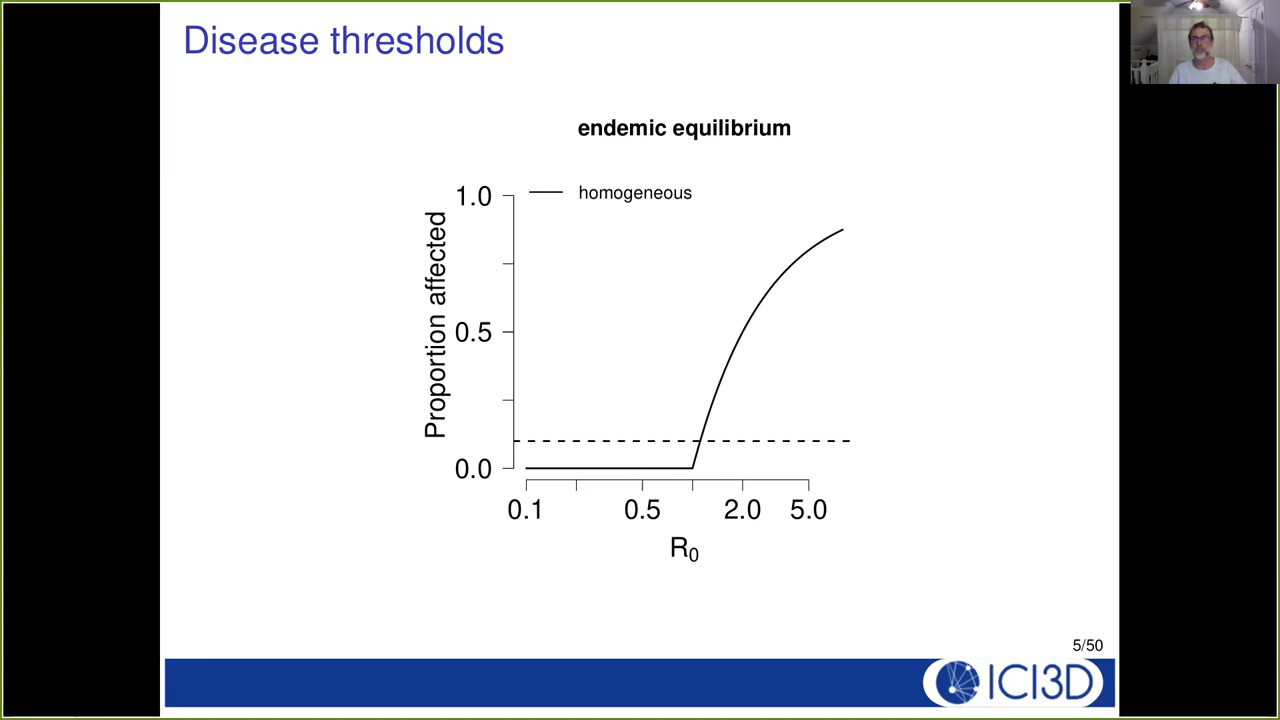 Disease thresholds
endemic equilibrium
homogeneous
Proportion affected
1.0
0.5
0.0
0.1 0.5 2.0 5.0
R₀
5/50
ICI3D